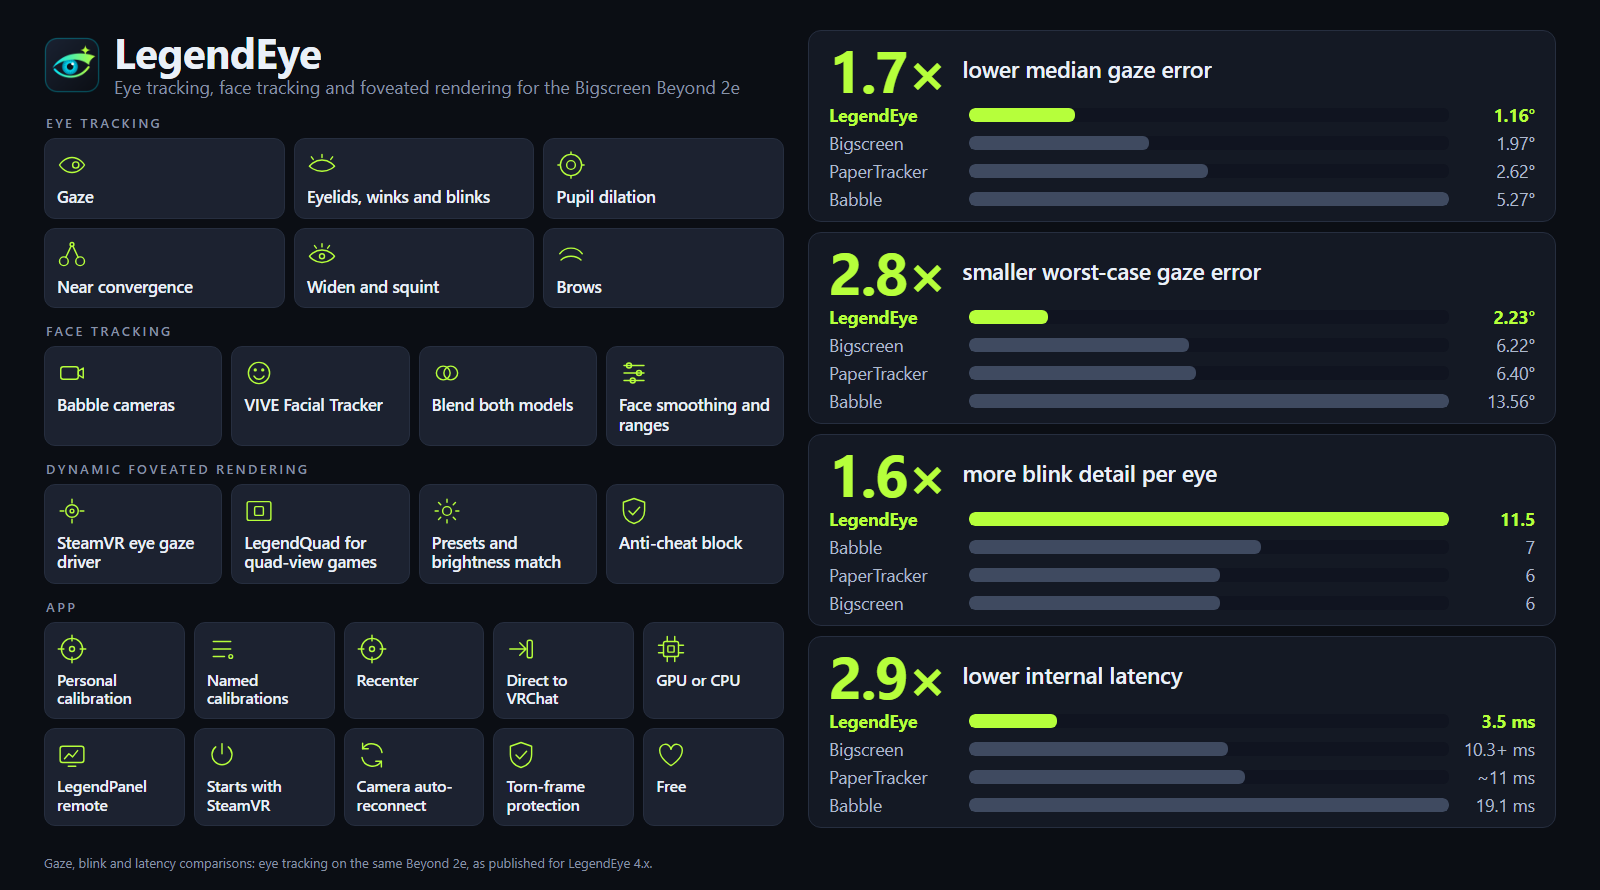 LegendEye
Eye tracking, face tracking and foveated rendering for the Bigscreen Beyond 2e
EYE TRACKING
Gaze
Eyelids, winks and blinks
Pupil dilation
Near convergence
Widen and squint
Brows
FACE TRACKING
Babble cameras
VIVE Facial Tracker
Blend both models
Face smoothing and
ranges
DYNAMIC FOVEATED RENDERING
SteamVR eye gaze
driver
LegendQuad for
quad-view games
Presets and
brightness match
Anti-cheat block
APP
Personal
calibration
Named
calibrations
Recenter
Direct to
VRChat
GPU or CPU
LegendPanel
remote
Starts with
SteamVR
Camera auto-
reconnect
Torn-frame
protection
Free
1.7× lower median gaze error
LegendEye 1.16°
Bigscreen 1.97°
PaperTracker 2.62°
Babble 5.27°
2.8× smaller worst-case gaze error
LegendEye 2.23°
Bigscreen 6.22°
PaperTracker 6.40°
Babble 13.56°
1.6× more blink detail per eye
LegendEye 11.5
Babble 7
PaperTracker 6
Bigscreen 6
2.9× lower internal latency
LegendEye 3.5 ms
Bigscreen 10.3+ ms
PaperTracker ~11 ms
Babble 19.1 ms
Gaze, blink and latency comparisons: eye tracking on the same Beyond 2e, as published for LegendEye 4.x.